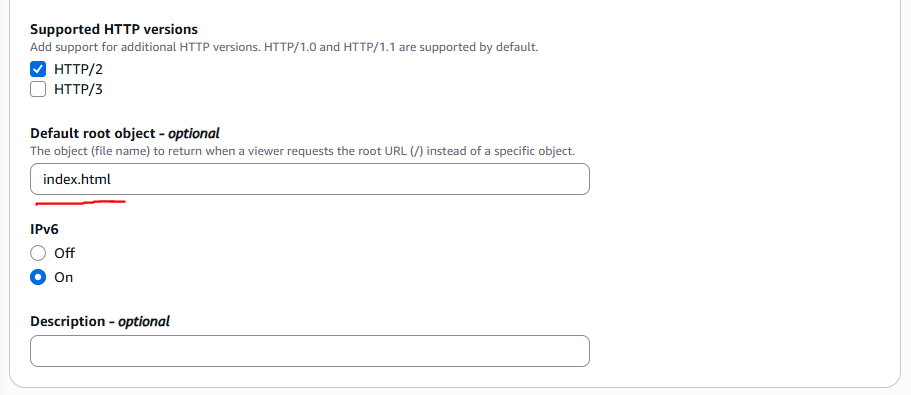 Supported HTTP versions
Add support for additional HTTP versions. HTTP/1.0 and HTTP/1.1 are supported by default.
HTTP/2
HTTP/3
Default root object - optional
The object (file name) to return when a viewer requests the root URL (/) instead of a specific object.
index.html
IPv6
Off
On
Description - optional